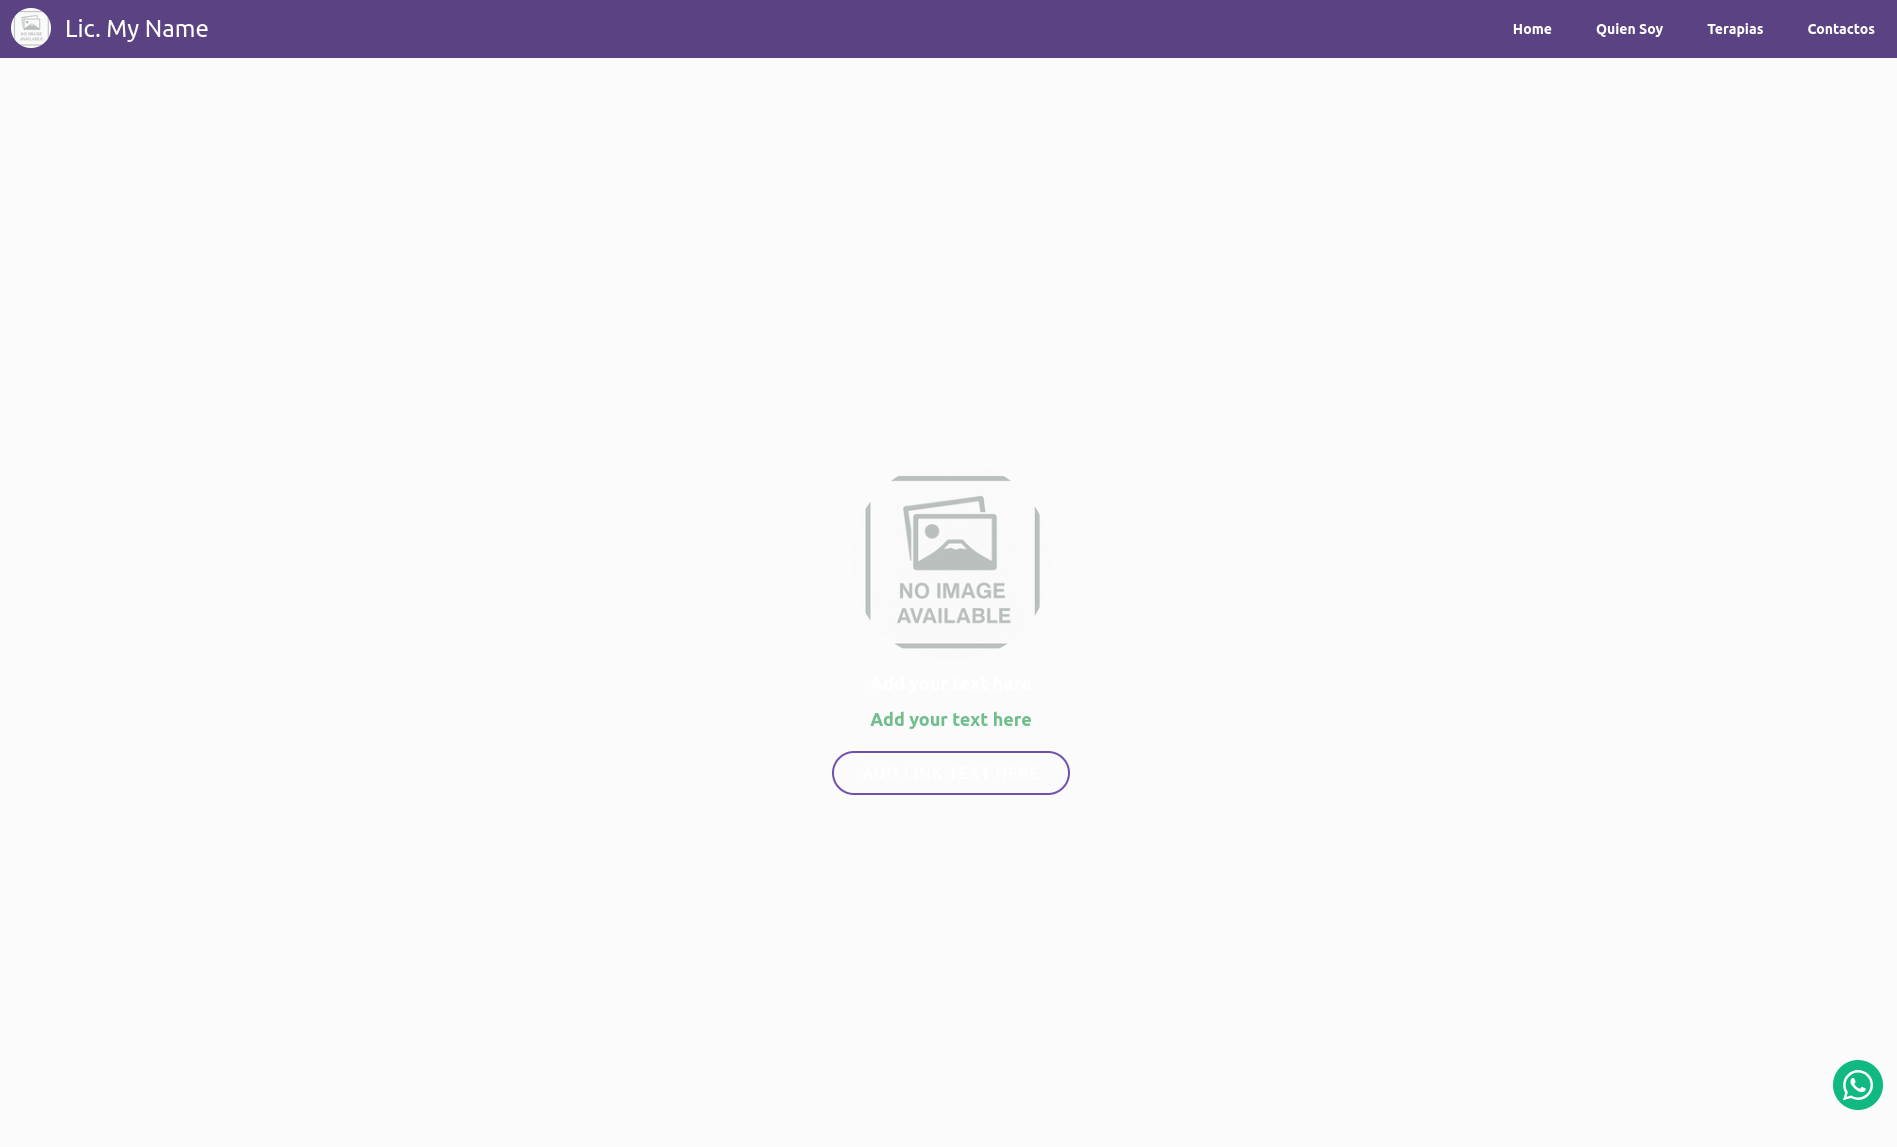 Lic. My Name
Home
Quien Soy
Terapias
Contactos
NO IMAGE
AVAILABLE
Add your text here
Add your text here
ADD LINK TEXT HERE